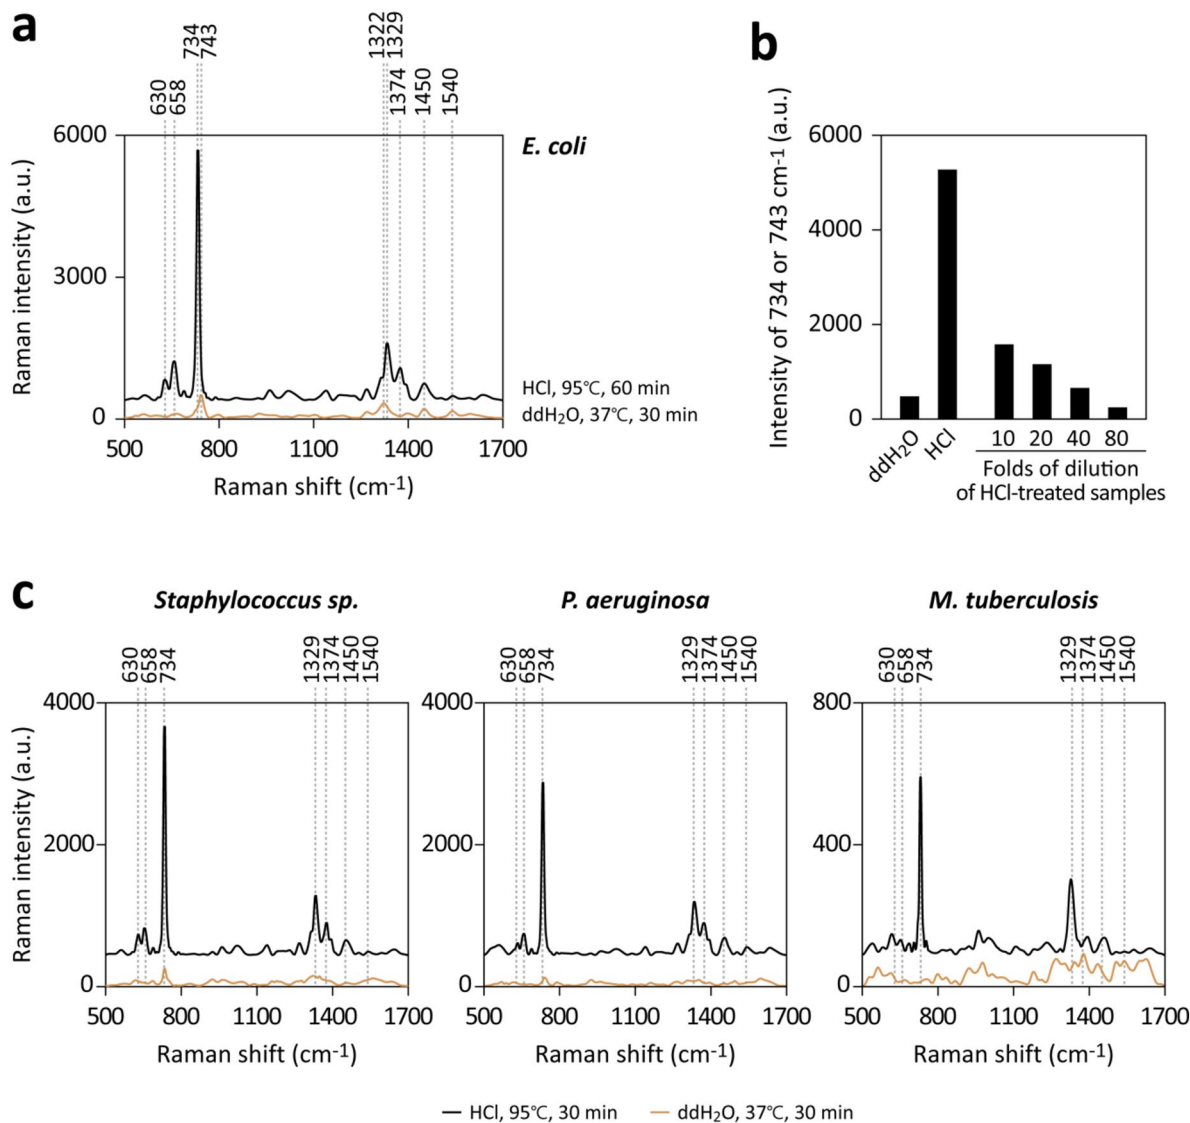 a
630
658
734
743
1322
1329
1374
1450
1540
E. coli
Raman intensity (a.u.)
6000
3000
0
HCl, 95℃, 60 min
ddH2O, 37℃, 30 min
500 800 1100 1400 1700
Raman shift (cm-1)
b
Intensity of 734 or 743 cm-1 (a.u.)
6000
4000
2000
0
ddH2O HCl 10 20 40 80
Folds of dilution
of HCl-treated samples
c
Staphylococcus sp.
630
658
734
1329
1374
1450
1540
Raman intensity (a.u.)
4000
2000
0
500 800 1100 1400 1700
Raman shift (cm-1)
P. aeruginosa
630
658
734
1329
1374
1450
1540
4000
2000
0
500 800 1100 1400 1700
Raman shift (cm-1)
M. tuberculosis
630
658
734
1329
1374
1450
1540
800
400
0
500 800 1100 1400 1700
Raman shift (cm-1)
HCl, 95℃, 30 min
ddH2O, 37℃, 30 min